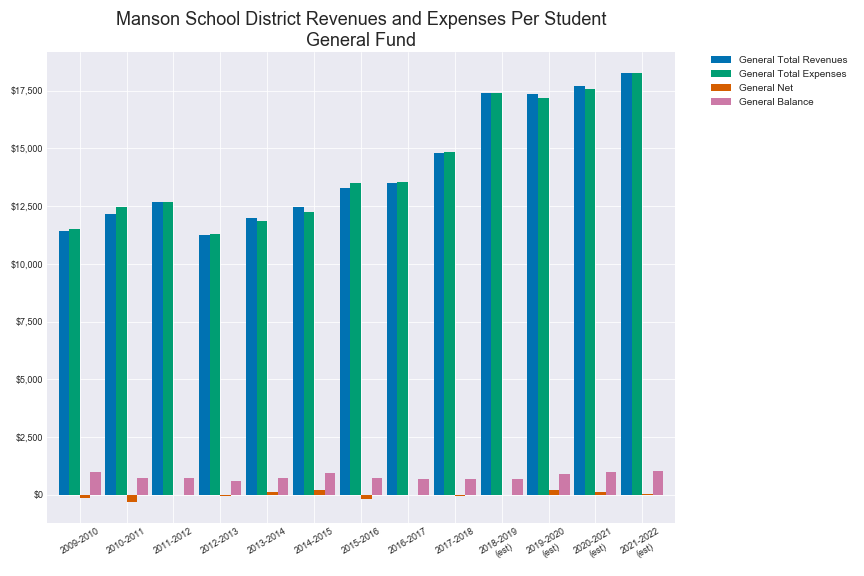 Manson School District Revenues and Expenses Per Student
General Fund
General Total Revenues
General Total Expenses
General Net
General Balance
$17,500
$15,000
$12,500
$10,000
$7,500
$5,000
$2,500
$0
2009-2010
2010-2011
2011-2012
2012-2013
2013-2014
2014-2015
2015-2016
2016-2017
2017-2018
2018-2019
(est)
2019-2020
(est)
2020-2021
(est)
2021-2022
(est)